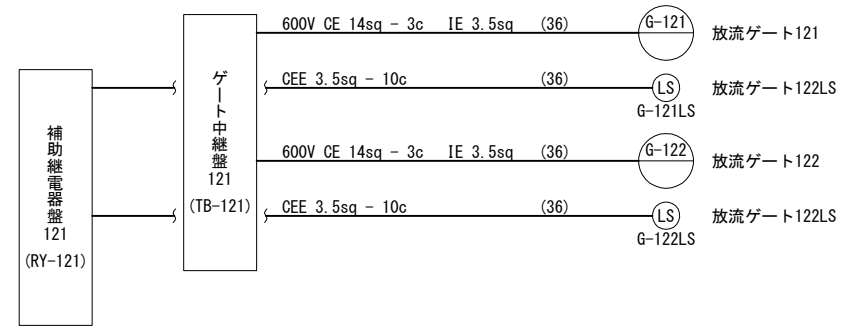 600V CE 14sq - 3c IE 3.5sq (36)
G-121
放流ゲート121
CEE 3.5sq - 10c (36)
LS
放流ゲート122LS
G-121LS
600V CE 14sq - 3c IE 3.5sq (36)
G-122
放流ゲート122
CEE 3.5sq - 10c (36)
LS
放流ゲート122LS
G-122LS
補助継電器盤
121
(RY-121)
ゲート中継盤
121
(TB-121)